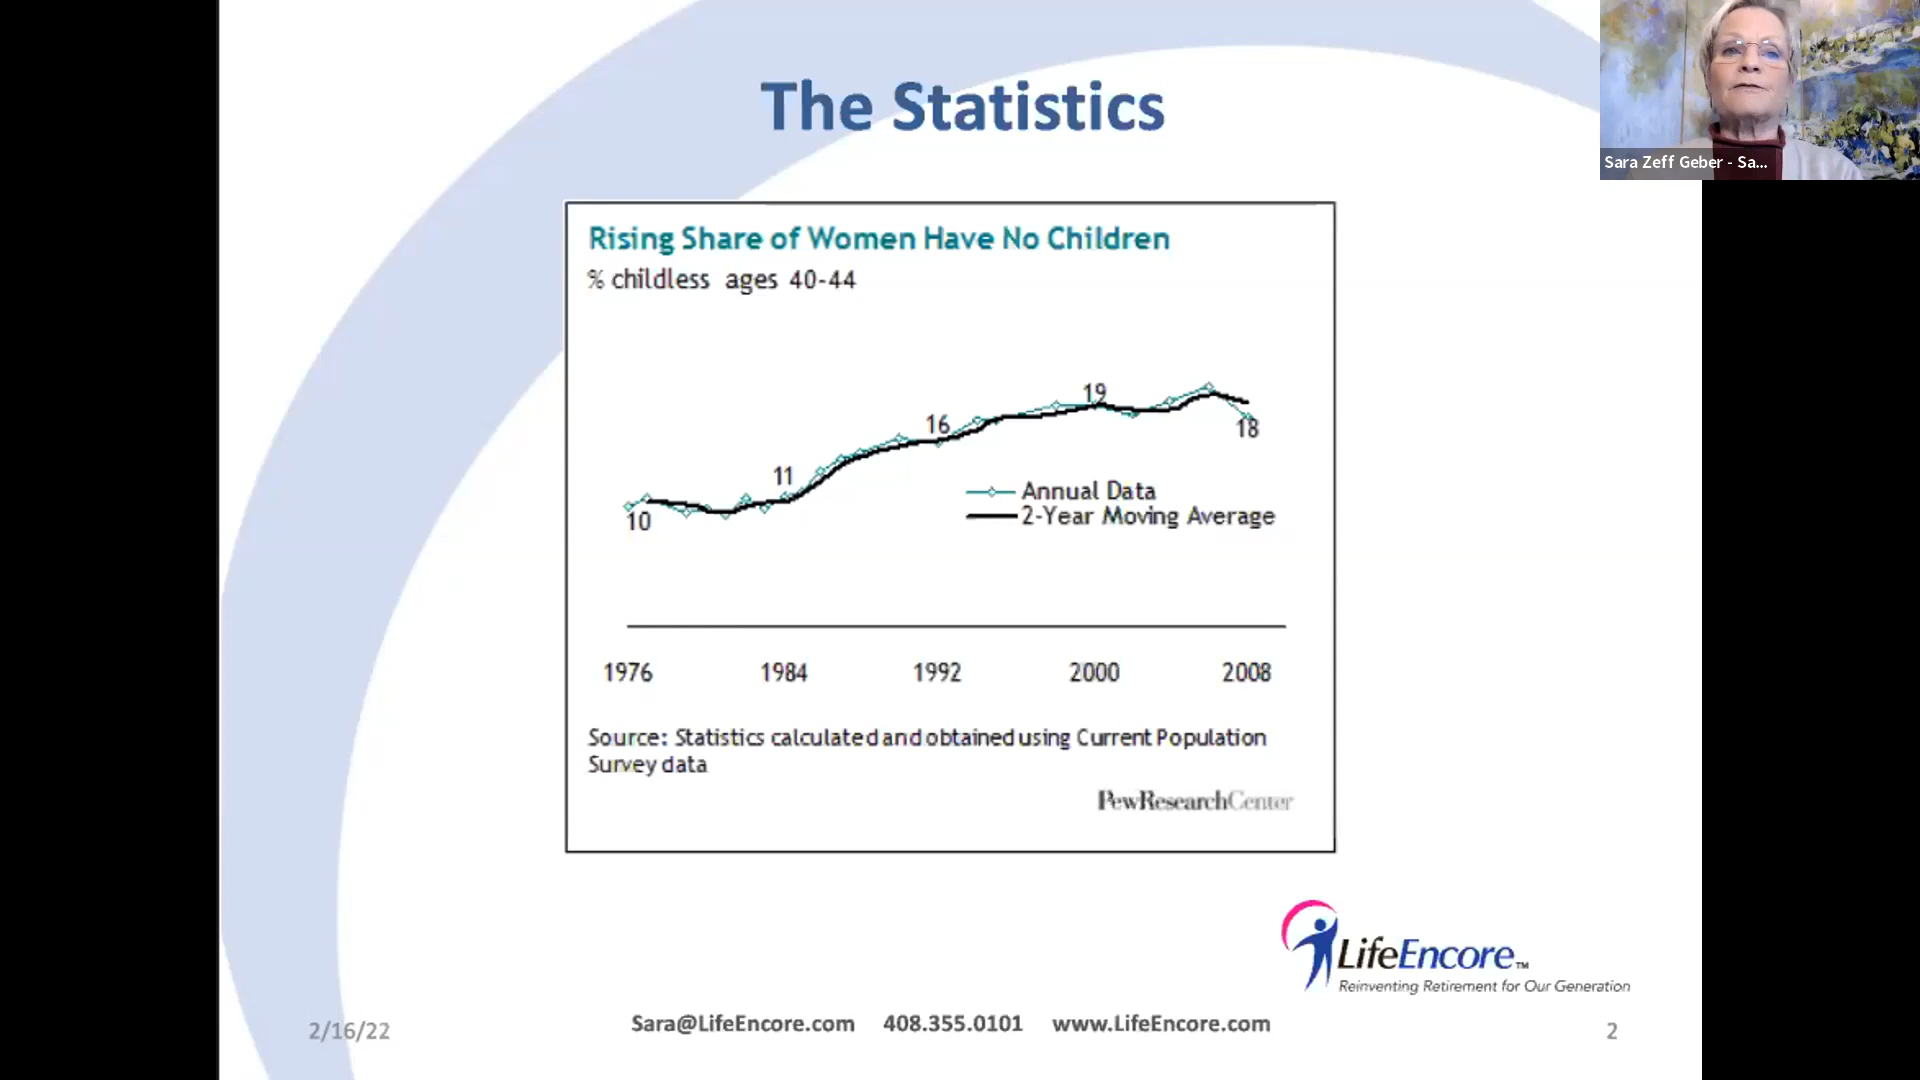 The Statistics
Sara Zeff Geber - Sa...
Rising Share of Women Have No Children
% childless ages 40-44
19
16
18
11
10
Annual Data
2-Year Moving Average
1976 1984 1992 2000 2008
Source: Statistics calculated and obtained using Current Population
Survey data
PewResearchCenter
LifeEncore™
Reinventing Retirement for Our Generation
2/16/22 Sara@LifeEncore.com 408.355.0101 www.LifeEncore.com 2